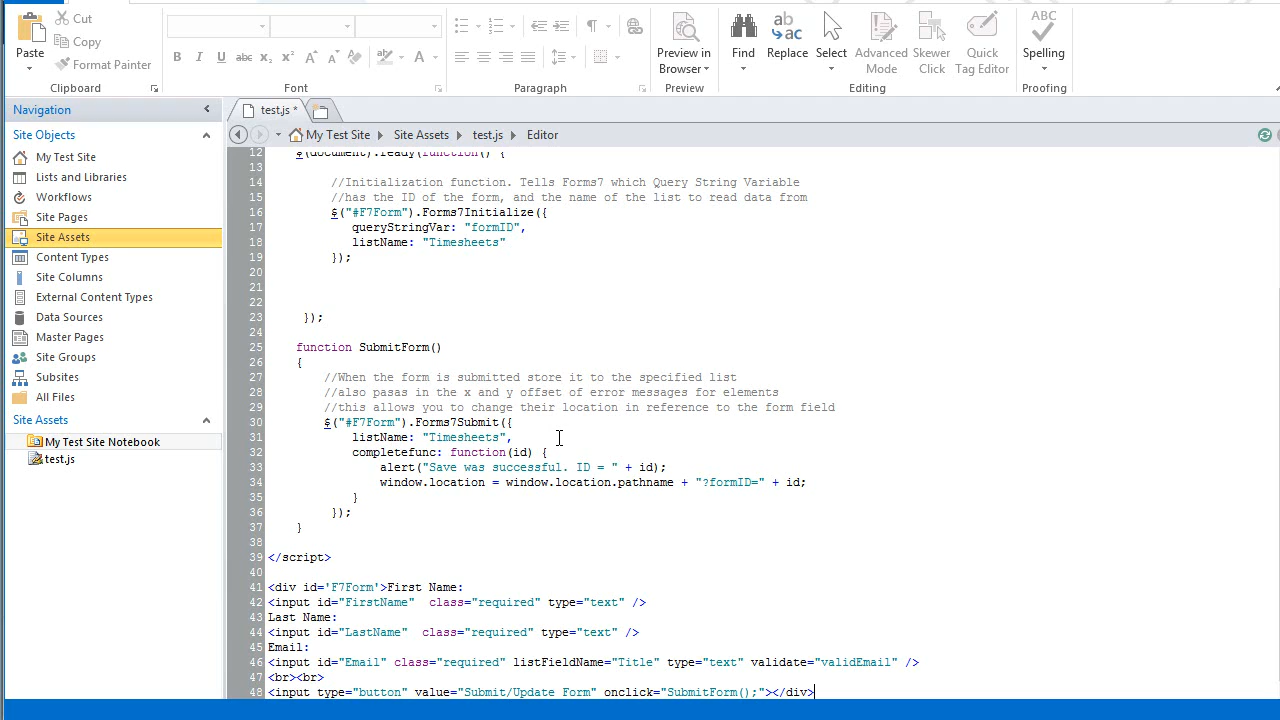 Cut
Copy
Paste
Format Painter
Clipboard
B I U abc x₂ x² A A A
Font
Paragraph
Preview in Browser
Preview
Find
ab
ac
Replace
Select
Advanced Mode
Skewer Click
Quick Tag Editor
Editing
ABC
Spelling
Proofing
Navigation
test.js *
Site Objects
My Test Site
Lists and Libraries
Workflows
Site Pages
Site Assets
Content Types
Site Columns
External Content Types
Data Sources
Master Pages
Site Groups
Subsites
All Files
Site Assets
My Test Site Notebook
test.js
My Test Site Site Assets test.js Editor
12 $(document).ready(function() {
13
14 //Initialization function. Tells Forms7 which Query String Variable
15 //has the ID of the form, and the name of the list to read data from
16 $("#F7Form").Forms7Initialize({
17 queryStringVar: "formID",
18 listName: "Timesheets"
19 });
20
21
22
23 });
24
25 function SubmitForm()
26 {
27 //When the form is submitted store it to the specified list
28 //also pasas in the x and y offset of error messages for elements
29 //this allows you to change their location in reference to the form field
30 $("#F7Form").Forms7Submit({
31 listName: "Timesheets",
32 completefunc: function(id) {
33 alert("Save was successful. ID = " + id);
34 window.location = window.location.pathname + "?formID=" + id;
35 }
36 });
37 }
38
39 </script>
40
41 <div id='F7Form'>First Name:
42 <input id="FirstName" class="required" type="text" />
43 Last Name:
44 <input id="LastName" class="required" type="text" />
45 Email:
46 <input id="Email" class="required" listFieldName="Title" type="text" validate="validEmail" />
47 <br><br>
48 <input type="button" value="Submit/Update Form" onclick="SubmitForm();"></div>